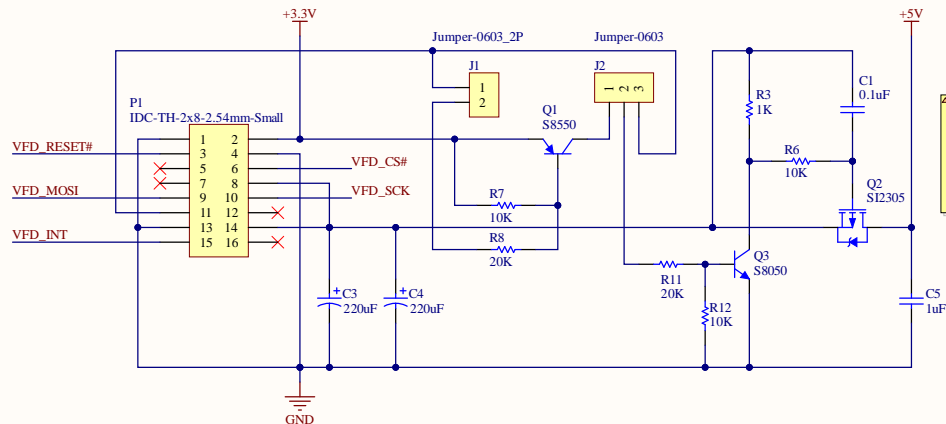 +3.3V
+5V
Jumper-0603_2P
Jumper-0603
J1
1
2
J2
1 2 3
R3
1K
C1
0.1uF
P1
IDC-TH-2x8-2.54mm-Small
Q1
S8550
1 2
3 4
5 6
7 8
9 10
11 12
13 14
15 16
VFD_RESET#
VFD_CS#
VFD_MOSI
VFD_SCK
VFD_INT
R6
10K
Q2
SI2305
R7
10K
R8
20K
Q3
S8050
R11
20K
R12
10K
C3
220uF
C4
220uF
C5
1uF
GND